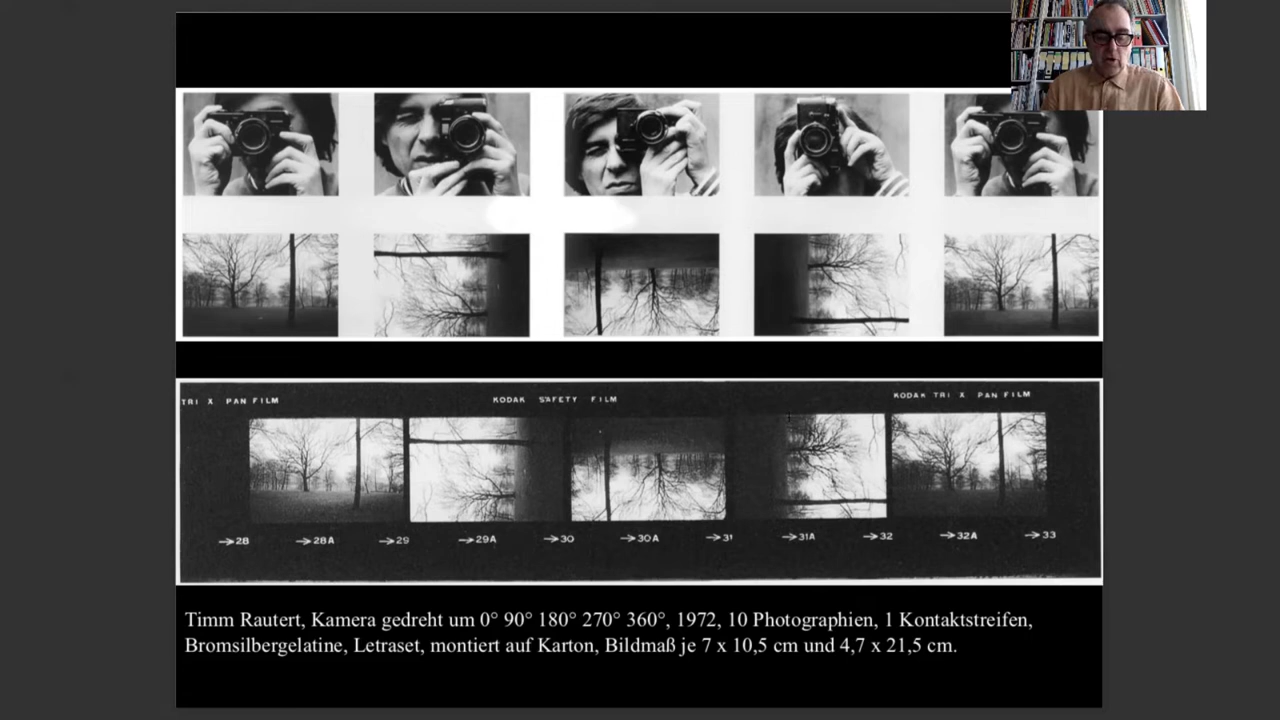 TRI X PAN FILM KODAK SAFETY FILM KODAK TRI X PAN FILM
→28 →28A →29 →29A →30 →30A →31 →31A →32 →32A →33
Timm Rautert, Kamera gedreht um 0° 90° 180° 270° 360°, 1972, 10 Photographien, 1 Kontaktstreifen,
Bromsilbergelatine, Letraset, montiert auf Karton, Bildmaß je 7 x 10,5 cm und 4,7 x 21,5 cm.